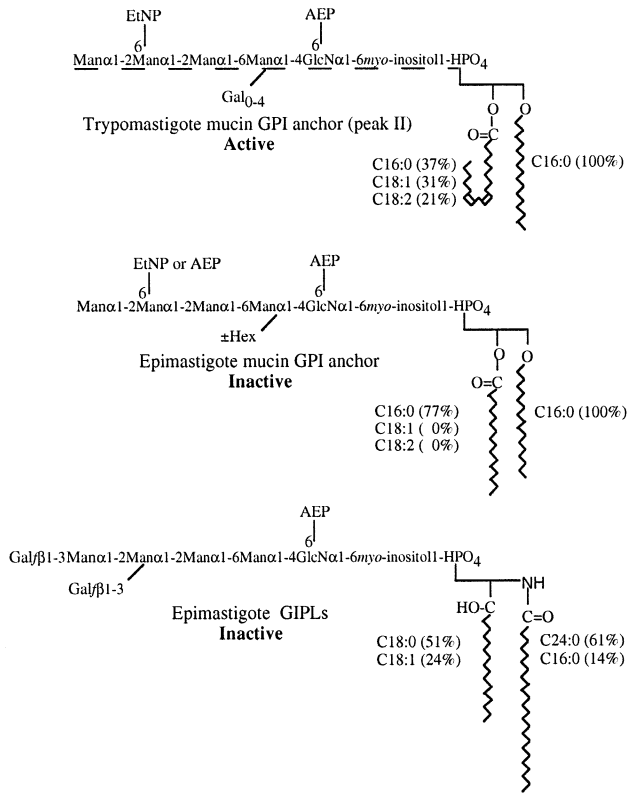 EtNP AEP
6 6
Manα1-2Manα1-2Manα1-6Manα1-4GlcNα1-6myo-inositol1-HPO4
Gal0-4
O O
Trypomastigote mucin GPI anchor (peak II)
Active
O=C
C16:0 (37%) C16:0 (100%)
C18:1 (31%)
C18:2 (21%)
EtNP or AEP AEP
6 6
Manα1-2Manα1-2Manα1-6Manα1-4GlcNα1-6myo-inositol1-HPO4
±Hex
Epimastigote mucin GPI anchor
O O
Inactive
O=C
C16:0 (77%) C16:0 (100%)
C18:1 ( 0%)
C18:2 ( 0%)
AEP
6
Galfβ1-3Manα1-2Manα1-2Manα1-6Manα1-4GlcNα1-6myo-inositol1-HPO4
Galfβ1-3
NH
Epimastigote GIPLs
HO-C C=O
Inactive
C18:0 (51%) C24:0 (61%)
C18:1 (24%) C16:0 (14%)